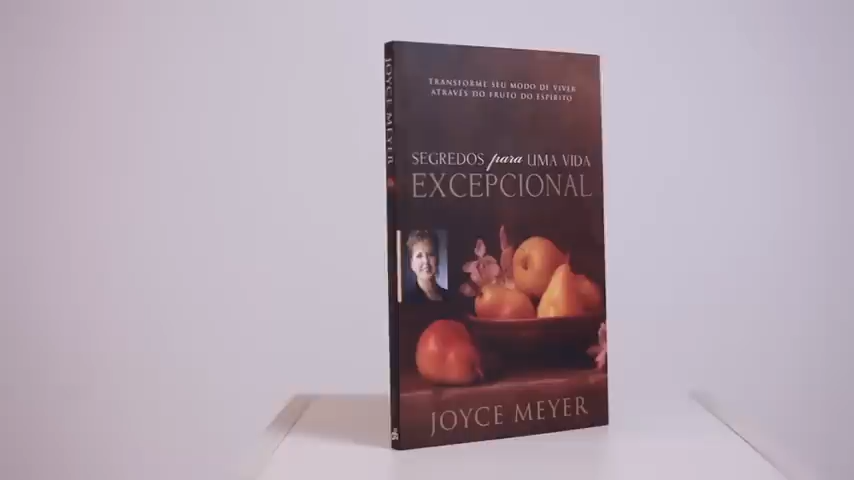 TRANSFORME SEU MODO DE VIVER
ATRAVÉS DO FRUTO DO ESPÍRITO
SEGREDOS para UMA VIDA
EXCEPCIONAL
JOYCE MEYER
JOYCE MEYER